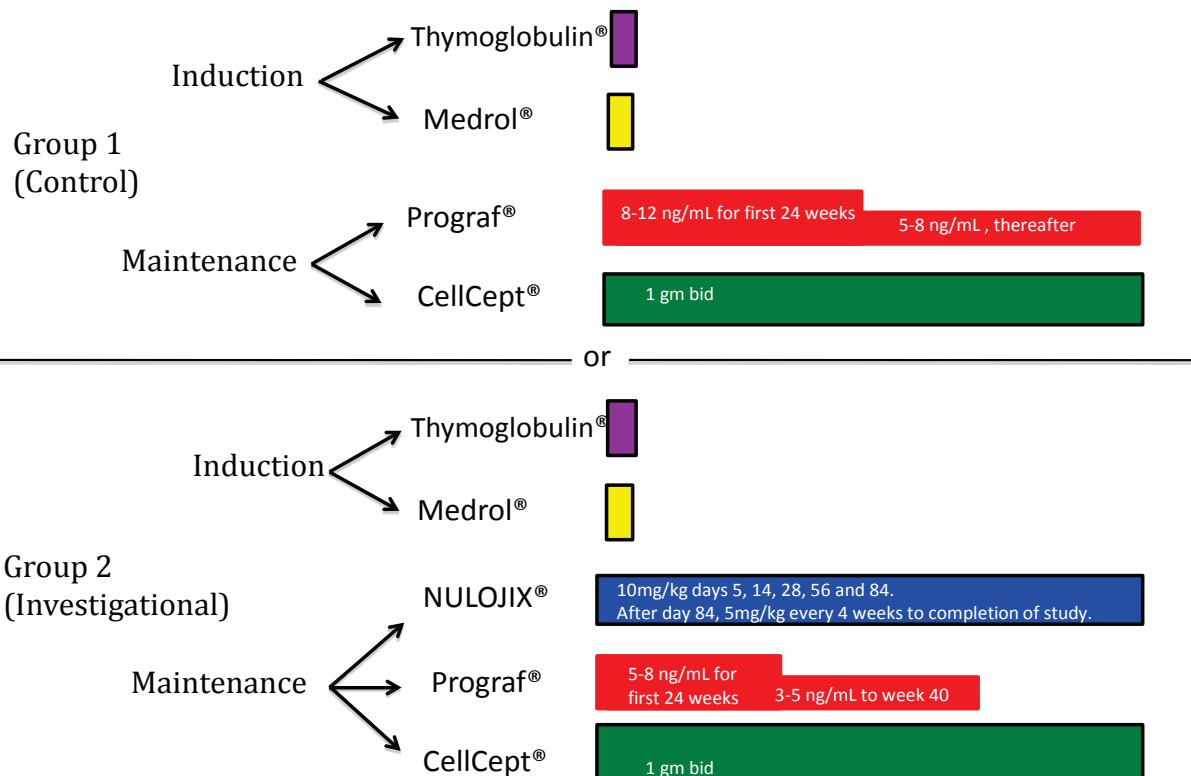 Thymoglobulin®
Induction
Medrol®
Group 1
(Control)
Prograf®
8-12 ng/mL for first 24 weeks
5-8 ng/mL , thereafter
Maintenance
CellCept®
1 gm bid
or
Thymoglobulin®
Induction
Medrol®
Group 2
(Investigational)
NULOJIX®
10mg/kg days 5, 14, 28, 56 and 84.
After day 84, 5mg/kg every 4 weeks to completion of study.
Maintenance
Prograf®
5-8 ng/mL for
first 24 weeks
3-5 ng/mL to week 40
CellCept®
1 gm bid